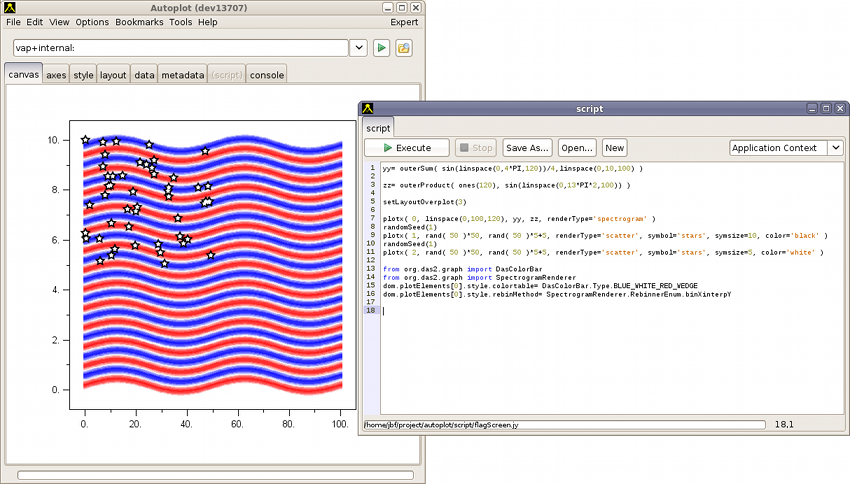 Autoplot (dev13707)
File Edit View Options Bookmarks Tools Help Expert
vap+internal:
canvas axes style layout data metadata (script) console
10.
8.
6.
4.
2.
0.
0. 20. 40. 60. 80. 100.
script
script
Execute Stop Save As... Open... New Application Context
1 yy= outerSum( sin(linspace(0,4*PI,120))/4,linspace(0,10,100) )
2
3 zz= outerProduct( ones(120), sin(linspace(0,13*PI*2,100)) )
4
5 setLayoutOverplot(3)
6
7 plotx( 0, linspace(0,100,120), yy, zz, renderType='spectrogram' )
8 randomSeed(1)
9 plotx( 1, rand( 50 )*50, rand( 50 )*5+5, renderType='scatter', symbol='stars', symsize=10, color='black' )
10 randomSeed(1)
11 plotx( 2, rand( 50 )*50, rand( 50 )*5+5, renderType='scatter', symbol='stars', symsize=5, color='white' )
12
13 from org.das2.graph import DasColorBar
14 from org.das2.graph import SpectrogramRenderer
15 dom.plotElements[0].style.colortable= DasColorBar.Type.BLUE_WHITE_RED_WEDGE
16 dom.plotElements[0].style.rebinMethod= SpectrogramRenderer.RebinnerEnum.binXinterpY
17
18
/home/jbf/project/autoplot/script/flagScreen.jy 18,1